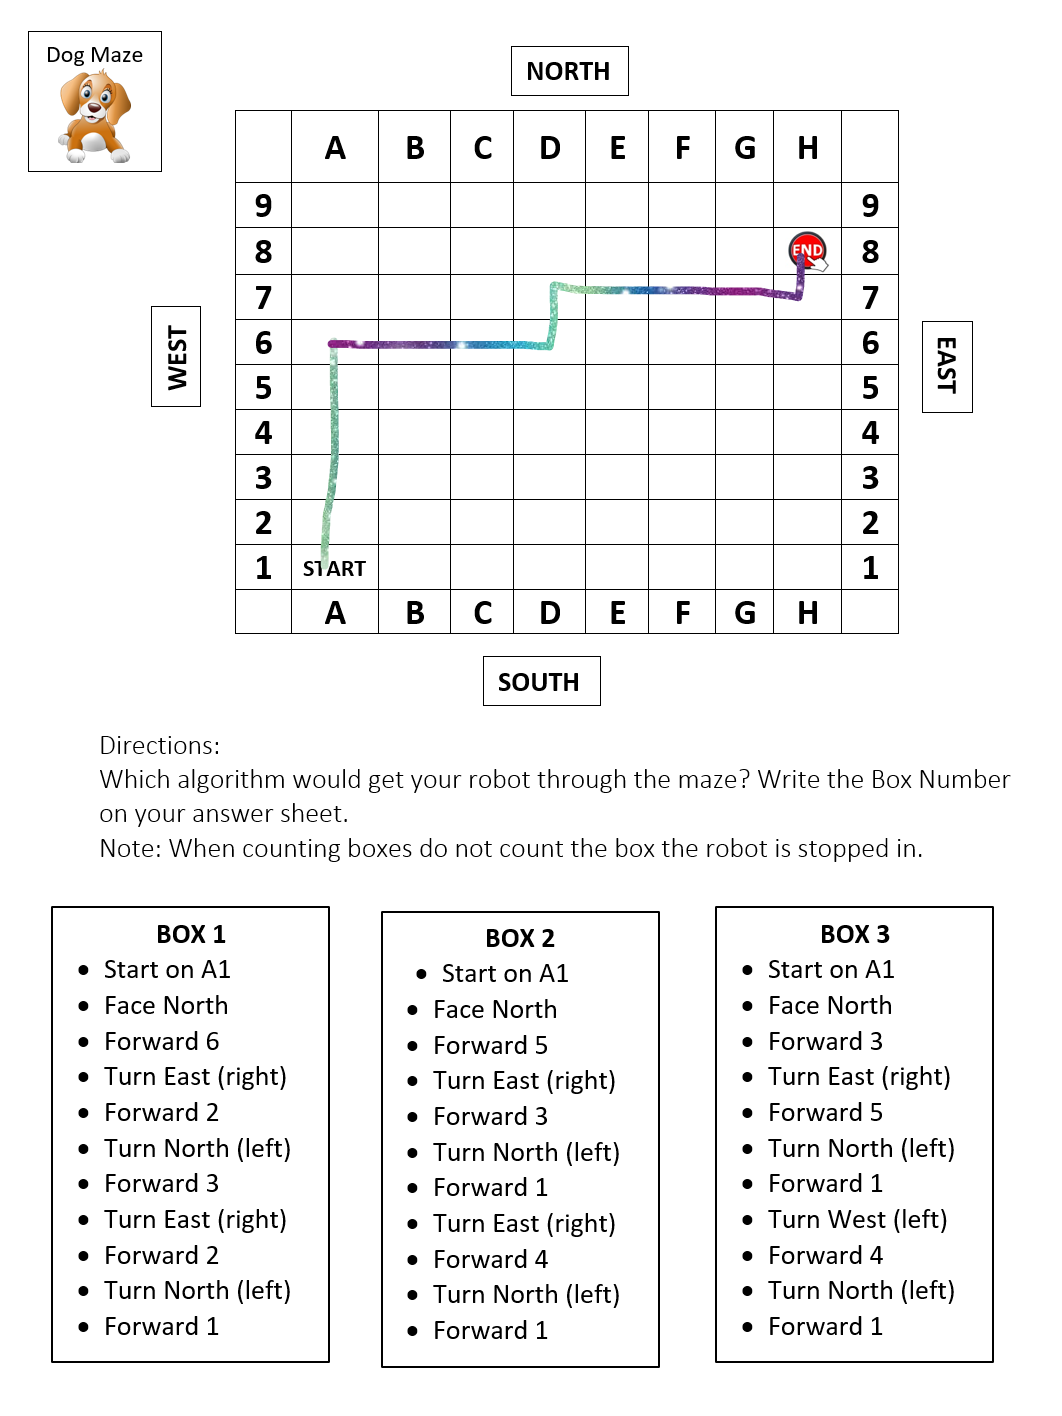 Dog Maze
NORTH
A B C D E F G H
9 9
8 END 8
7 7
WEST
6 6
EAST
5 5
4 4
3 3
2 2
1 START 1
A B C D E F G H
SOUTH
Directions:
Which algorithm would get your robot through the maze? Write the Box Number
on your answer sheet.
Note: When counting boxes do not count the box the robot is stopped in.
BOX 1
• Start on A1
• Face North
• Forward 6
• Turn East (right)
• Forward 2
• Turn North (left)
• Forward 3
• Turn East (right)
• Forward 2
• Turn North (left)
• Forward 1
BOX 2
• Start on A1
• Face North
• Forward 5
• Turn East (right)
• Forward 3
• Turn North (left)
• Forward 1
• Turn East (right)
• Forward 4
• Turn North (left)
• Forward 1
BOX 3
• Start on A1
• Face North
• Forward 3
• Turn East (right)
• Forward 5
• Turn North (left)
• Forward 1
• Turn West (left)
• Forward 4
• Turn North (left)
• Forward 1